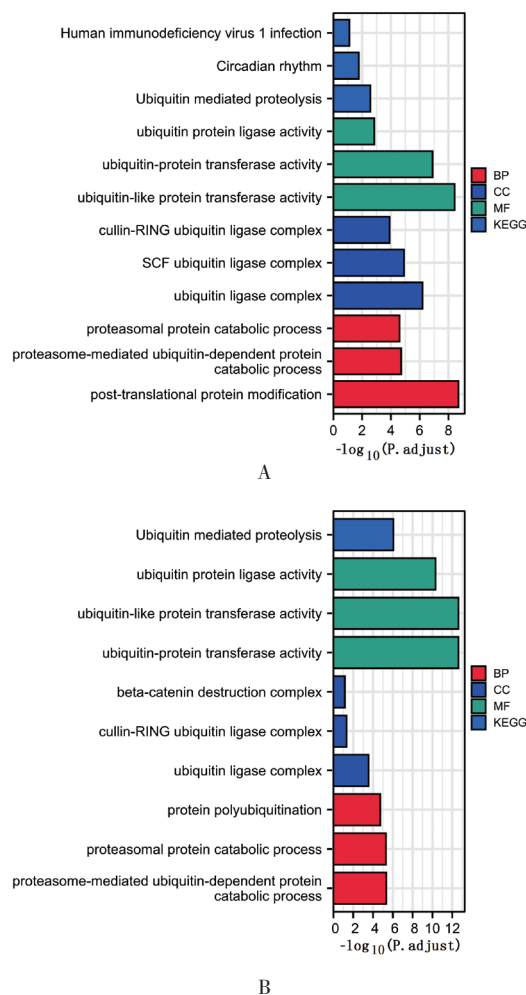 Human immunodeficiency virus 1 infection
Circadian rhythm
Ubiquitin mediated proteolysis
ubiquitin protein ligase activity
ubiquitin-protein transferase activity
ubiquitin-like protein transferase activity
cullin-RING ubiquitin ligase complex
SCF ubiquitin ligase complex
ubiquitin ligase complex
proteasomal protein catabolic process
proteasome-mediated ubiquitin-dependent protein
catabolic process
post-translational protein modification
BP
CC
MF
KEGG
0 2 4 6 8
-log10(P.adjust)
A
Ubiquitin mediated proteolysis
ubiquitin protein ligase activity
ubiquitin-like protein transferase activity
ubiquitin-protein transferase activity
beta-catenin destruction complex
cullin-RING ubiquitin ligase complex
ubiquitin ligase complex
protein polyubiquitination
proteasomal protein catabolic process
proteasome-mediated ubiquitin-dependent protein
catabolic process
BP
CC
MF
KEGG
0 2 4 6 8 10 12
-log10(P.adjust)
B